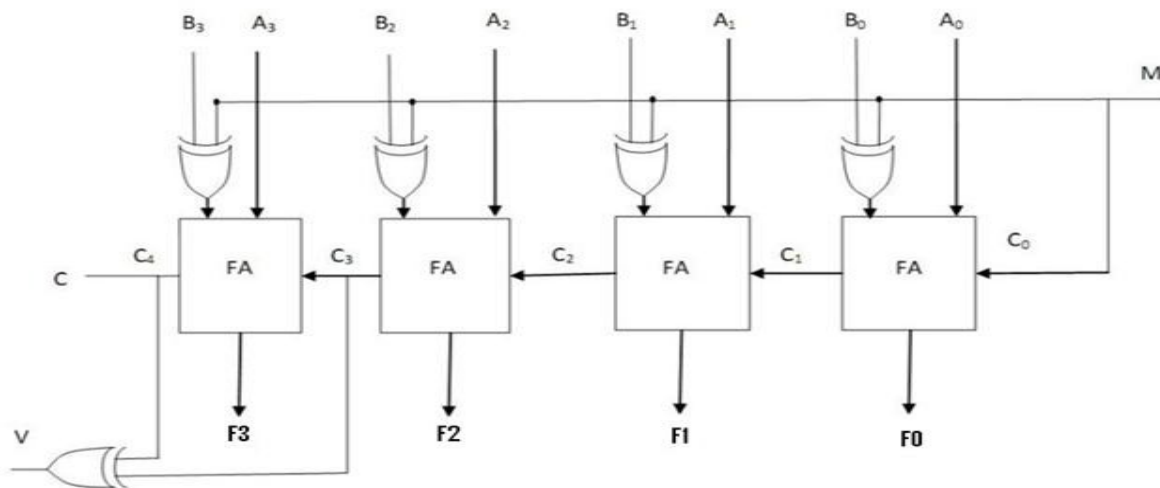 B₃ A₃ B₂ A₂ B₁ A₁ B₀ A₀
M
C C₄ FA C₃ FA C₂ FA C₁ FA C₀
F3 F2 F1 F0
V